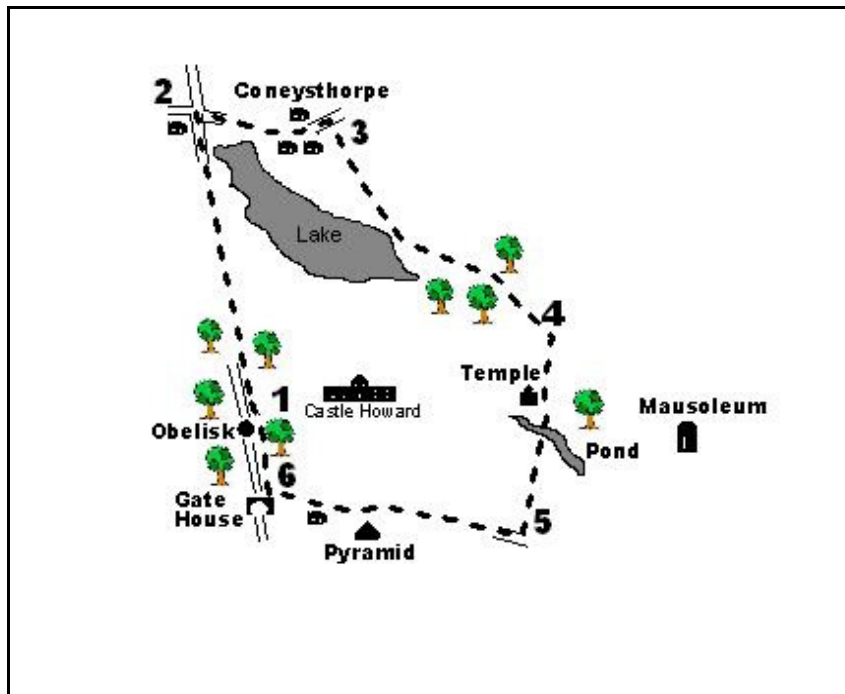 Coneysthorpe
2
3
Lake
4
Temple
1
Castle Howard
Mausoleum
Obelisk
Pond
6
Gate
House
5
Pyramid